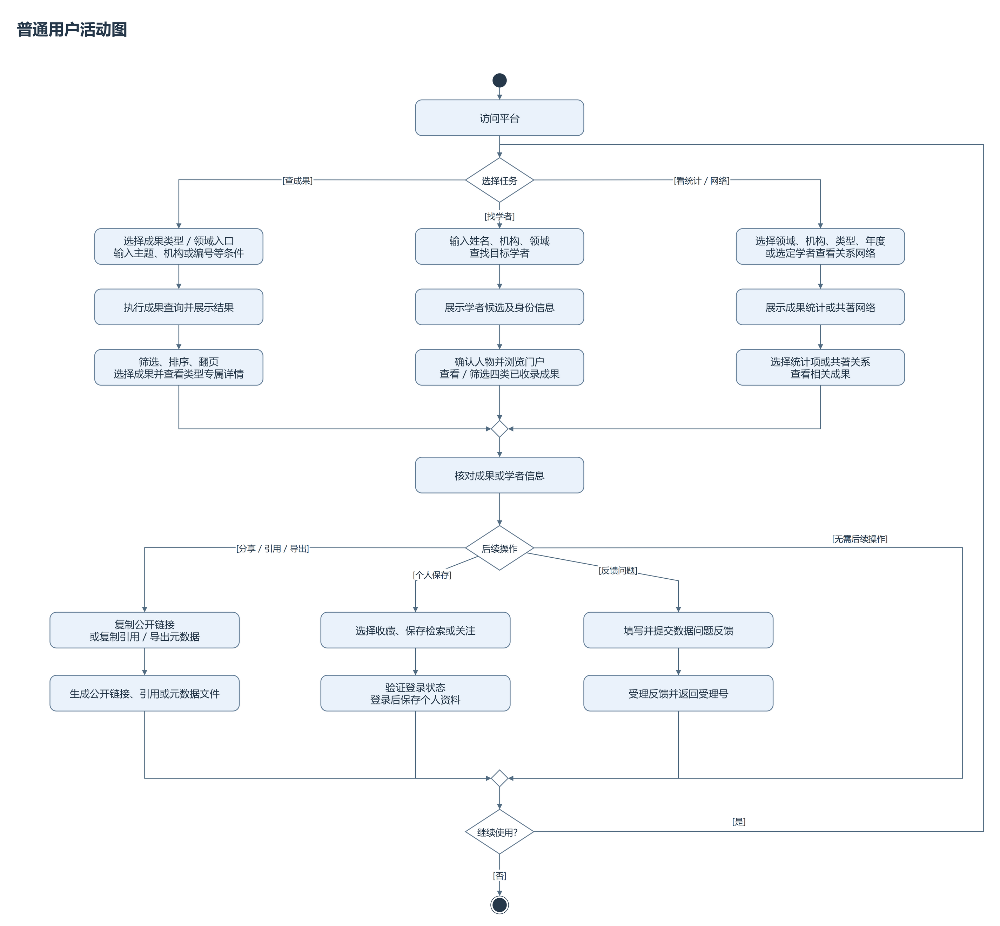 普通用户活动图
访问平台
选择任务
[查成果]
[看统计 / 网络]
[找学者]
选择成果类型 / 领域入口
输入主题、机构或编号等条件
输入姓名、机构、领域
查找目标学者
选择领域、机构、类型、年度
或选定学者查看关系网络
执行成果查询并展示结果
展示学者候选及身份信息
展示成果统计或共著网络
筛选、排序、翻页
选择成果并查看类型专属详情
确认人物并浏览门户
查看 / 筛选四类已收录成果
选择统计项或共著关系
查看相关成果
核对成果或学者信息
后续操作
[分享 / 引用 / 导出]
[个人保存]
[反馈问题]
[无需后续操作]
复制公开链接
或复制引用 / 导出元数据
选择收藏、保存检索或关注
填写并提交数据问题反馈
生成公开链接、引用或元数据文件
验证登录状态
登录后保存个人资料
受理反馈并返回受理号
继续使用?
[是]
[否]